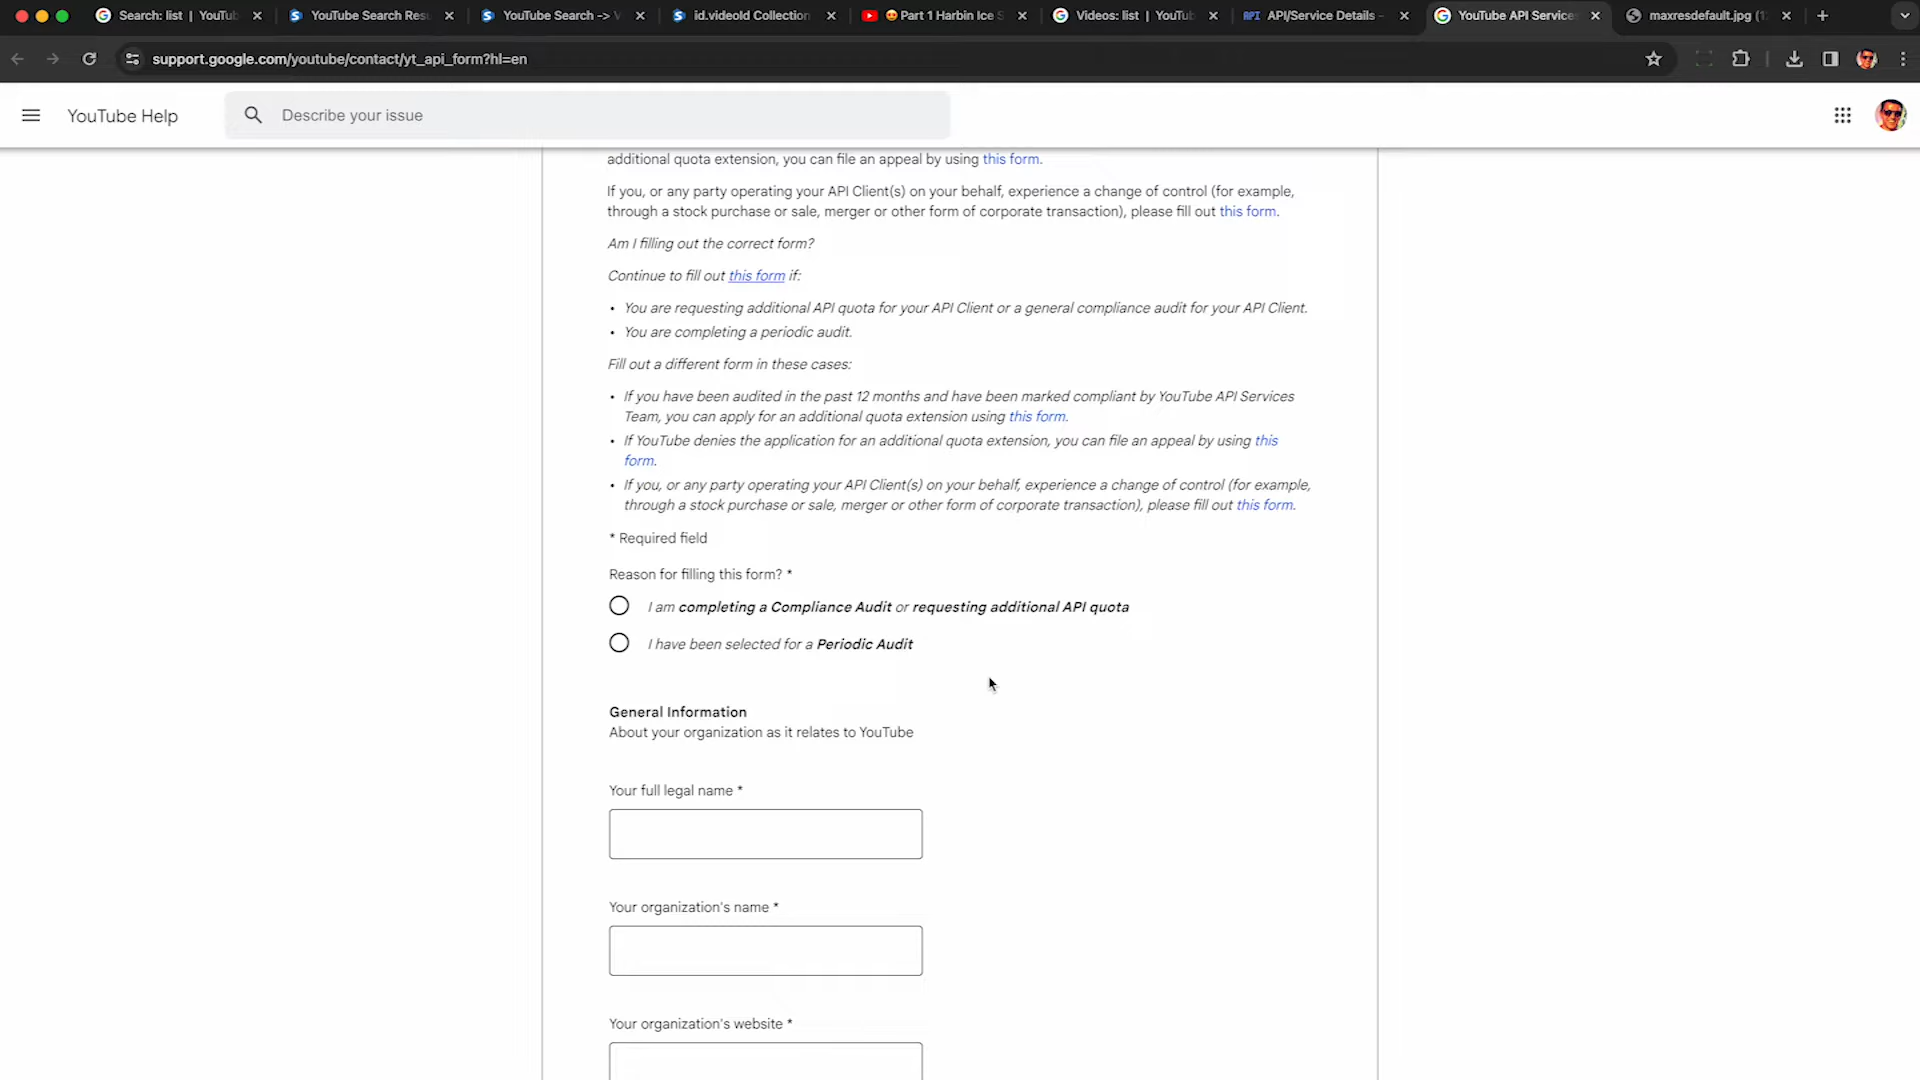 Search: list | YouTub
YouTube Search Resu
YouTube Search -> V
id.videoId Collection
Part 1 Harbin Ice S
Videos: list | YouTub
API API/Service Details -
YouTube API Services
maxresdefault.jpg (12
support.google.com/youtube/contact/yt_api_form?hl=en
YouTube Help
Describe your issue
additional quota extension, you can file an appeal by using this form.
If you, or any party operating your API Client(s) on your behalf, experience a change of control (for example,
through a stock purchase or sale, merger or other form of corporate transaction), please fill out this form.
Am I filling out the correct form?
Continue to fill out this form if:
• You are requesting additional API quota for your API Client or a general compliance audit for your API Client.
• You are completing a periodic audit.
Fill out a different form in these cases:
• If you have been audited in the past 12 months and have been marked compliant by YouTube API Services
Team, you can apply for an additional quota extension using this form.
• If YouTube denies the application for an additional quota extension, you can file an appeal by using this
form.
• If you, or any party operating your API Client(s) on your behalf, experience a change of control (for example,
through a stock purchase or sale, merger or other form of corporate transaction), please fill out this form.
* Required field
Reason for filling this form? *
I am completing a Compliance Audit or requesting additional API quota
I have been selected for a Periodic Audit
General Information
About your organization as it relates to YouTube
Your full legal name *
Your organization's name *
Your organization's website *